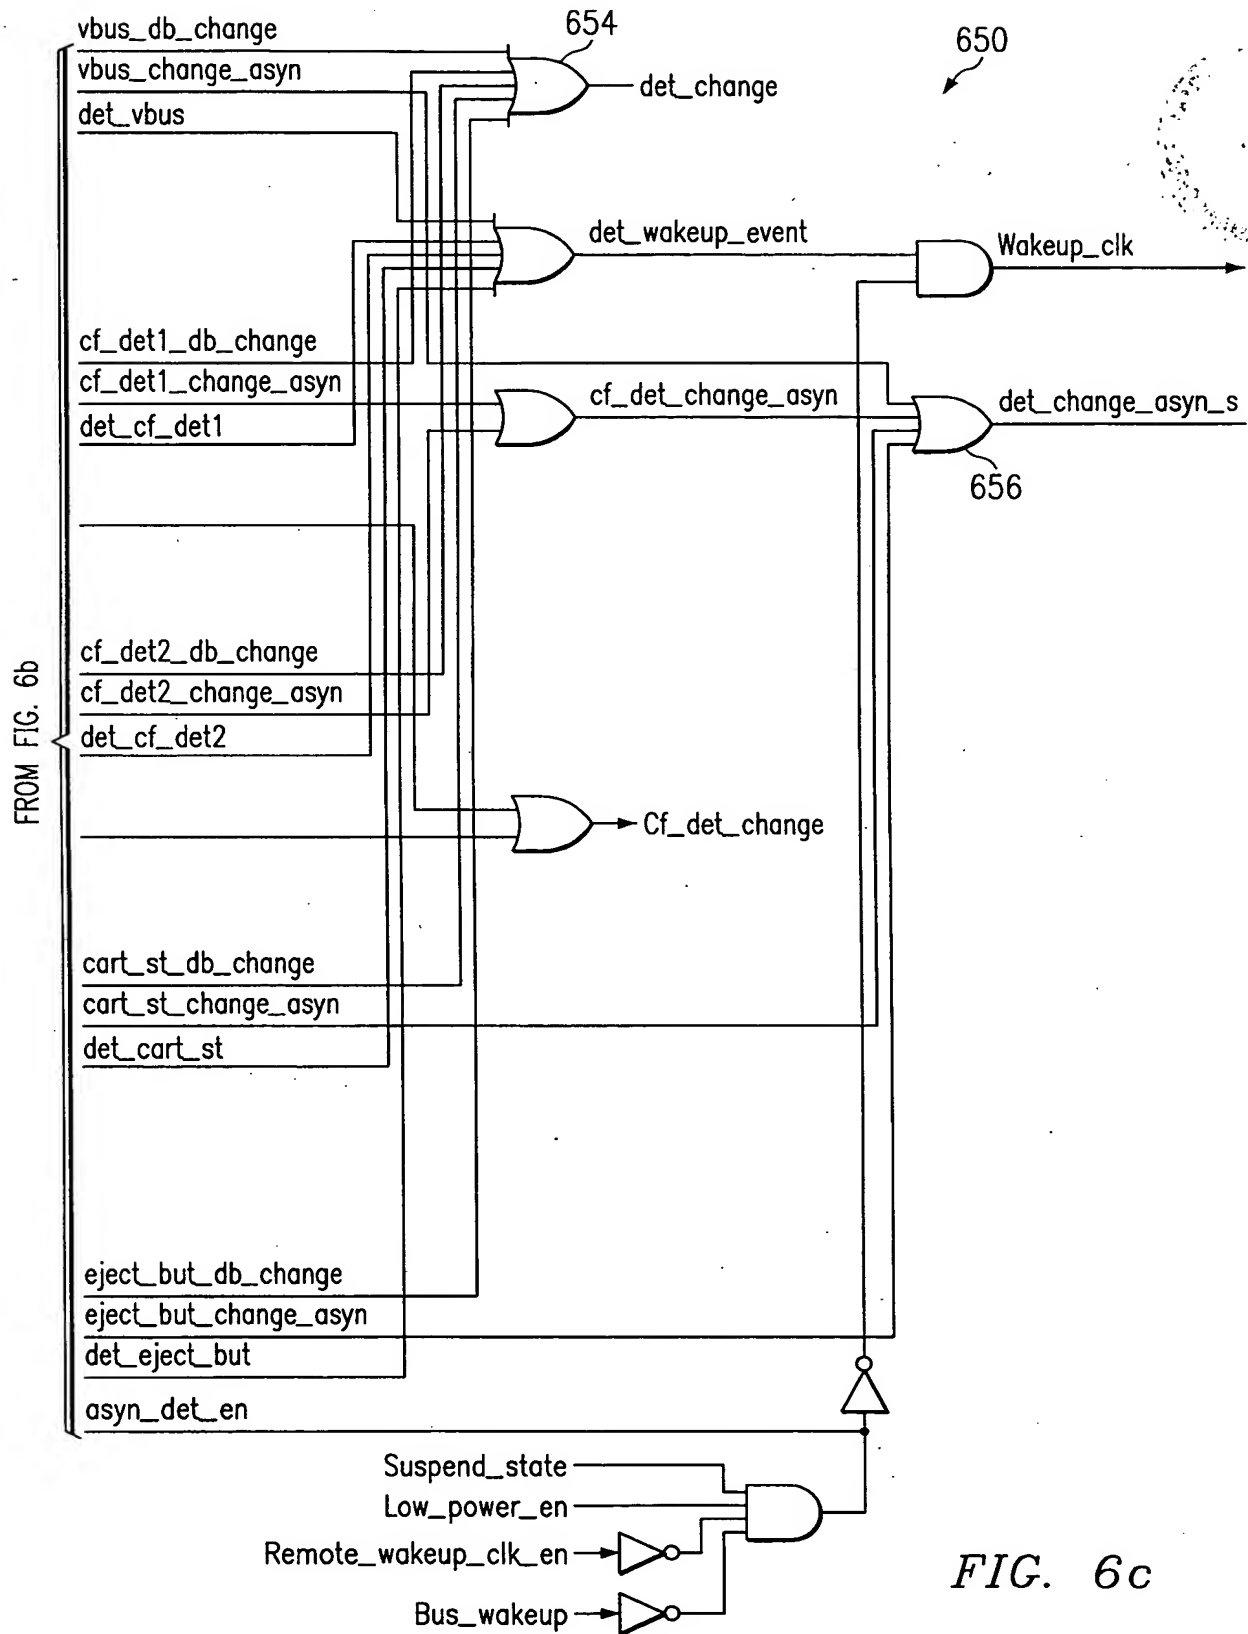 vbus_db_change
654
650
vbus_change_asyn
det_change
det_vbus
det_wakeup_event
Wakeup_clk
cf_det1_db_change
cf_det1_change_asyn
cf_det_change_asyn
det_change_asyn_s
det_cf_det1
656
cf_det2_db_change
cf_det2_change_asyn
det_cf_det2
FROM FIG. 6b
Cf_det_change
cart_st_db_change
cart_st_change_asyn
det_cart_st
eject_but_db_change
eject_but_change_asyn
det_eject_but
asyn_det_en
Suspend_state
Low_power_en
Remote_wakeup_clk_en
Bus_wakeup
FIG. 6c